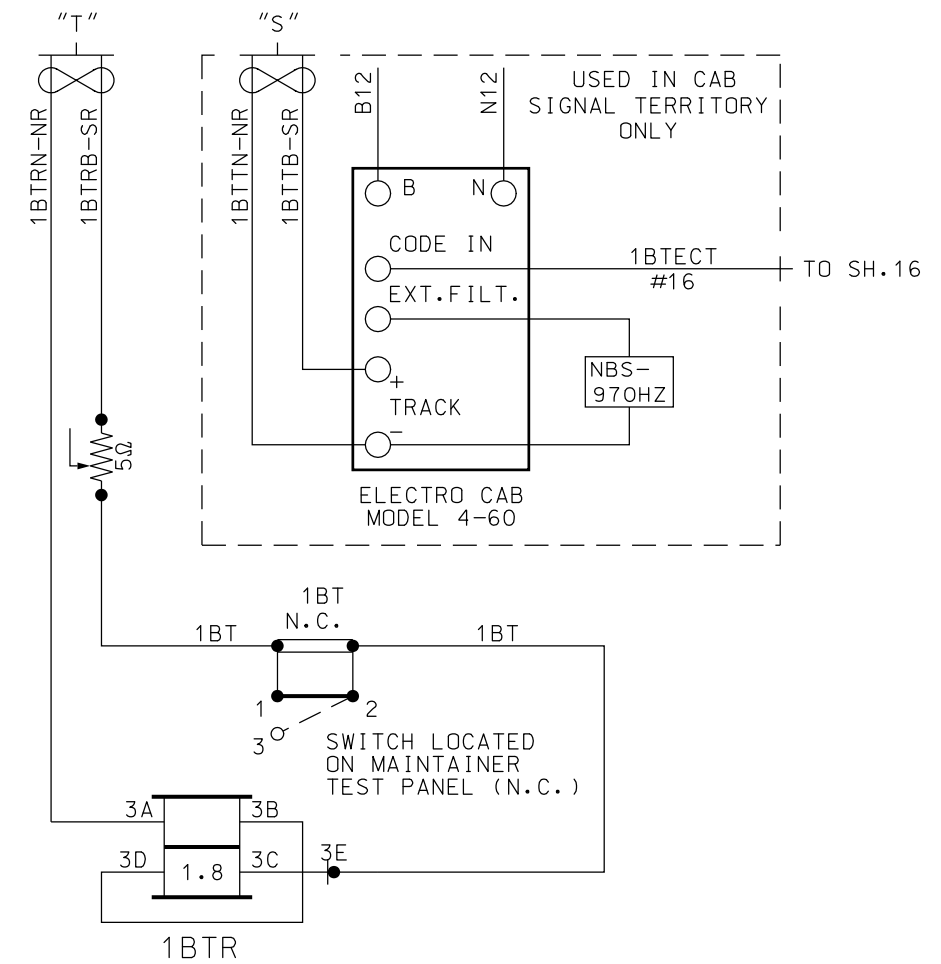 "T"
"S"
1BTRN-NR
1BTRB-SR
1BTTN-NR
1BTTB-SR
B12
N12
USED IN CAB
SIGNAL TERRITORY
ONLY
B
N
CODE IN
1BTECT
#16
TO SH.16
EXT.FILT.
NBS-
970HZ
+
TRACK
-
5Ω
ELECTRO CAB
MODEL 4-60
1BT
N.C.
1BT
1BT
1
2
3
SWITCH LOCATED
ON MAINTAINER
TEST PANEL (N.C.)
3A
3B
3D
1.8
3C
3E
1BTR